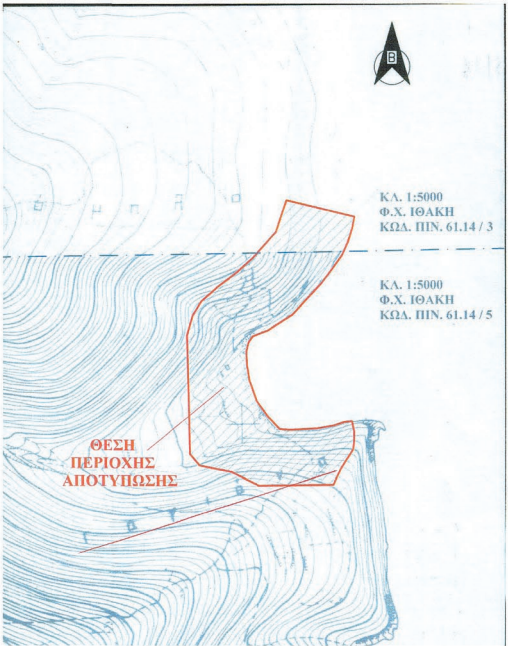 Β
ΚΛ. 1:5000
Φ.Χ. ΙΘΑΚΗ
ΚΩΔ. ΠΙΝ. 61.14 / 3
ΚΛ. 1:5000
Φ.Χ. ΙΘΑΚΗ
ΚΩΔ. ΠΙΝ. 61.14 / 5
ΘΕΣΗ
ΠΕΡΙΟΧΗΣ
ΑΠΟΤΥΠΩΣΗΣ